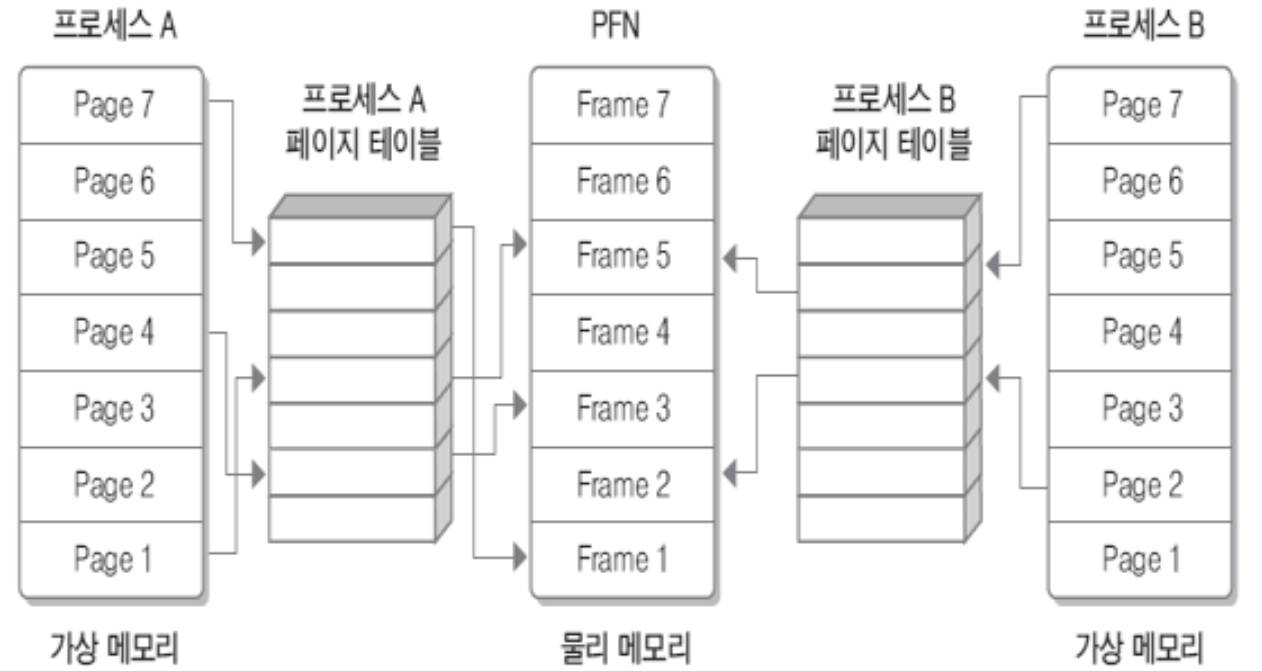 프로세스 A
PFN
프로세스 B
Page 7
Page 6
Page 5
Page 4
Page 3
Page 2
Page 1
가상 메모리
프로세스 A
페이지 테이블
Frame 7
Frame 6
Frame 5
Frame 4
Frame 3
Frame 2
Frame 1
물리 메모리
프로세스 B
페이지 테이블
Page 7
Page 6
Page 5
Page 4
Page 3
Page 2
Page 1
가상 메모리